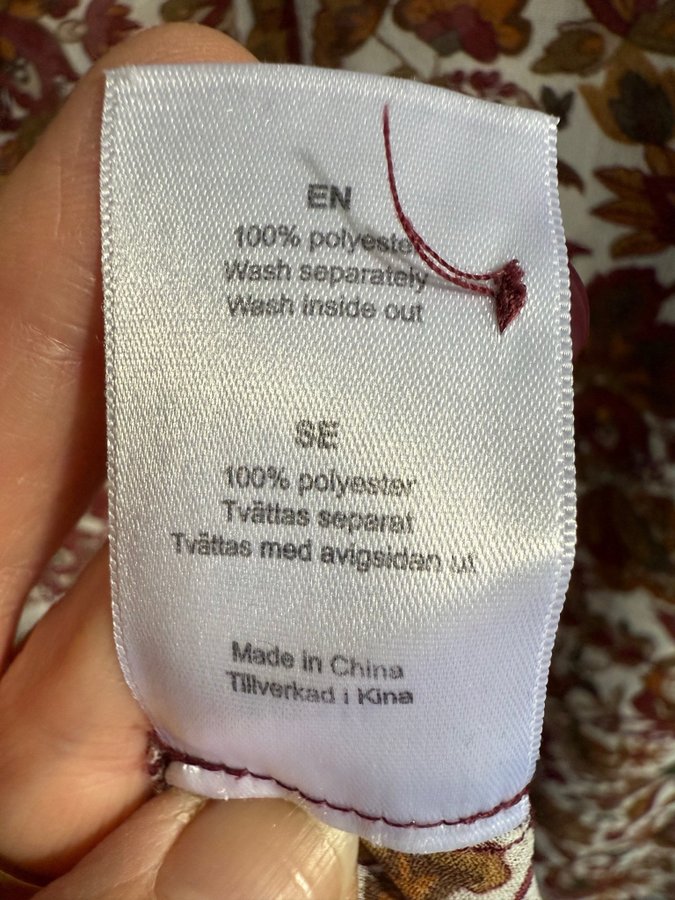 EN
100% polyester
Wash separately
Wash inside out
SE
100% polyester
Tvättas separat
Tvättas med avigsidan ut
Made in China
Tillverkad i Kina